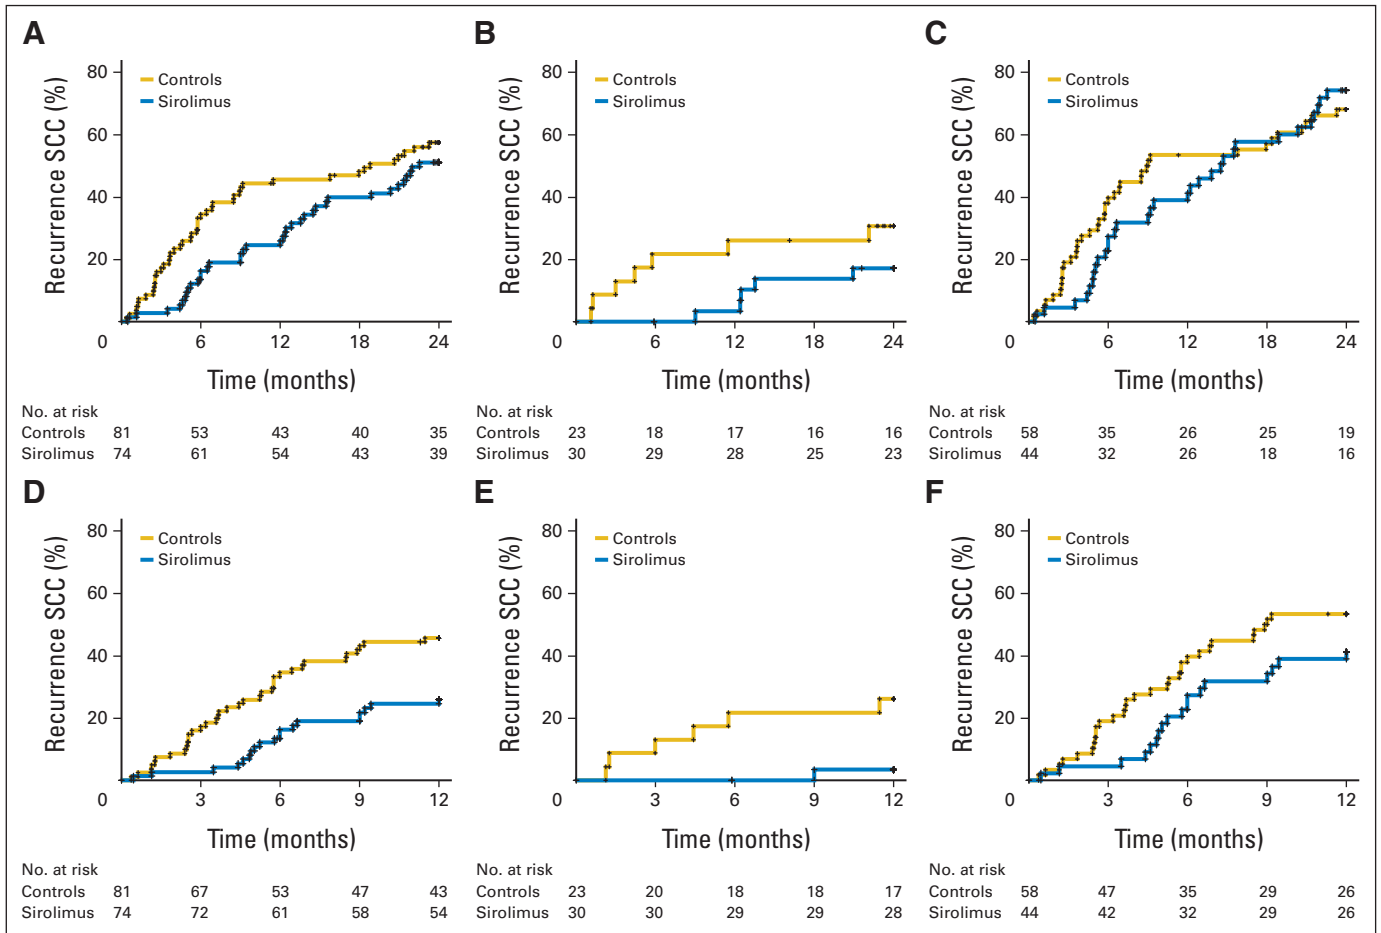 A
Recurrence SCC (%)
80
60
40
20
0
Controls
Sirolimus
6 12 18 24
Time (months)
No. at risk
Controls 81 53 43 40 35
Sirolimus 74 61 54 43 39
B
Recurrence SCC (%)
80
60
40
20
0
Controls
Sirolimus
6 12 18 24
Time (months)
No. at risk
Controls 23 18 17 16 16
Sirolimus 30 29 28 25 23
C
Recurrence SCC (%)
80
60
40
20
0
Controls
Sirolimus
6 12 18 24
Time (months)
No. at risk
Controls 58 35 26 25 19
Sirolimus 44 32 26 18 16
D
Recurrence SCC (%)
80
60
40
20
0
Controls
Sirolimus
3 6 9 12
Time (months)
No. at risk
Controls 81 67 53 47 43
Sirolimus 74 72 61 58 54
E
Recurrence SCC (%)
80
60
40
20
0
Controls
Sirolimus
3 6 9 12
Time (months)
No. at risk
Controls 23 20 18 18 17
Sirolimus 30 30 29 29 28
F
Recurrence SCC (%)
80
60
40
20
0
Controls
Sirolimus
3 6 9 12
Time (months)
No. at risk
Controls 58 47 35 29 26
Sirolimus 44 42 32 29 26